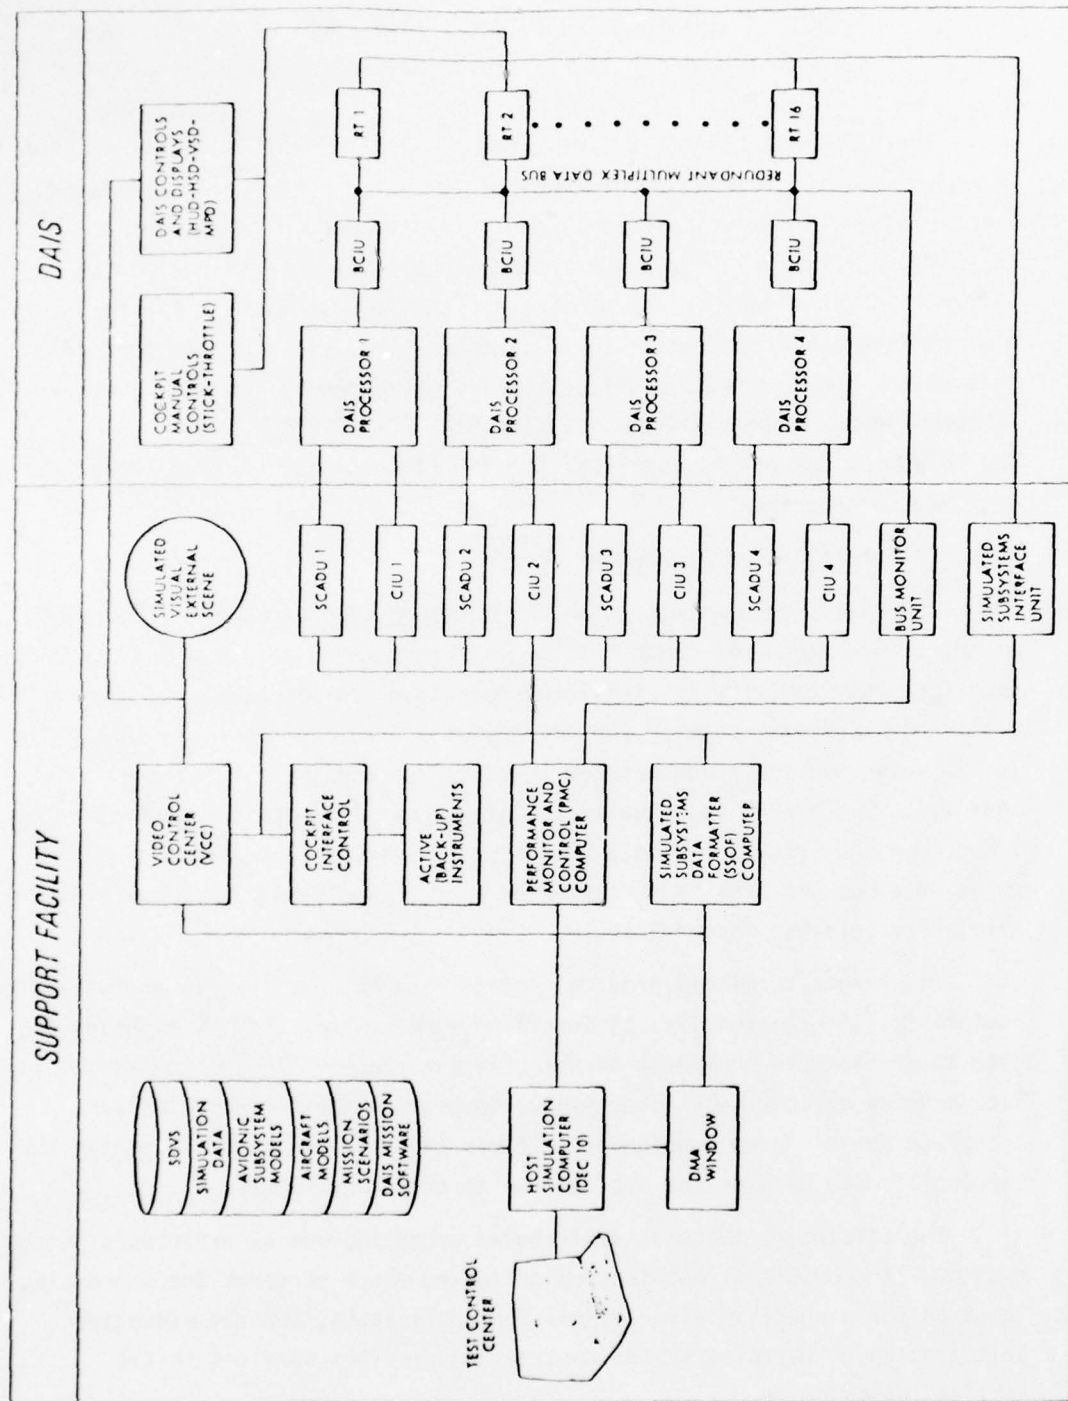 SUPPORT FACILITY
DAIS
TEST CONTROL
CENTER
SDVS
SIMULATION
DATA
AVIONIC
SUBSYSTEM
MODELS
AIRCRAFT
MODELS
MISSION
SCENARIOS
DAIS MISSION
SOFTWARE
HOST
SIMULATION
COMPUTER
(DEC 10)
DMA
WINDOW
VIDEO
CONTROL
CENTER
(VCC)
COCKPIT
INTERFACE
CONTROL
ACTIVE
(BACK-UP)
INSTRUMENTS
PERFORMANCE
MONITOR AND
CONTROL (PMC)
COMPUTER
SIMULATED
SUBSYSTEMS
DATA
FORMATTER
(SSDF)
COMPUTER
SIMULATED
VISUAL
EXTERNAL
SCENE
SCADU 1
CIU 1
SCADU 2
CIU 2
SCADU 3
CIU 3
SCADU 4
CIU 4
BUS MONITOR
UNIT
SIMULATED
SUBSYSTEMS
INTERFACE
UNIT
COCKPIT
MANUAL
CONTROLS
(STICK-THROTTLE)
DAIS CONTROLS
AND DISPLAYS
(HUD-HSD-VSD-
MPD)
DAIS
PROCESSOR 1
DAIS
PROCESSOR 2
DAIS
PROCESSOR 3
DAIS
PROCESSOR 4
BCIU
BCIU
BCIU
BCIU
REDUNDANT MULTIPLEX DATA BUS
RT 1
RT 2
RT 16